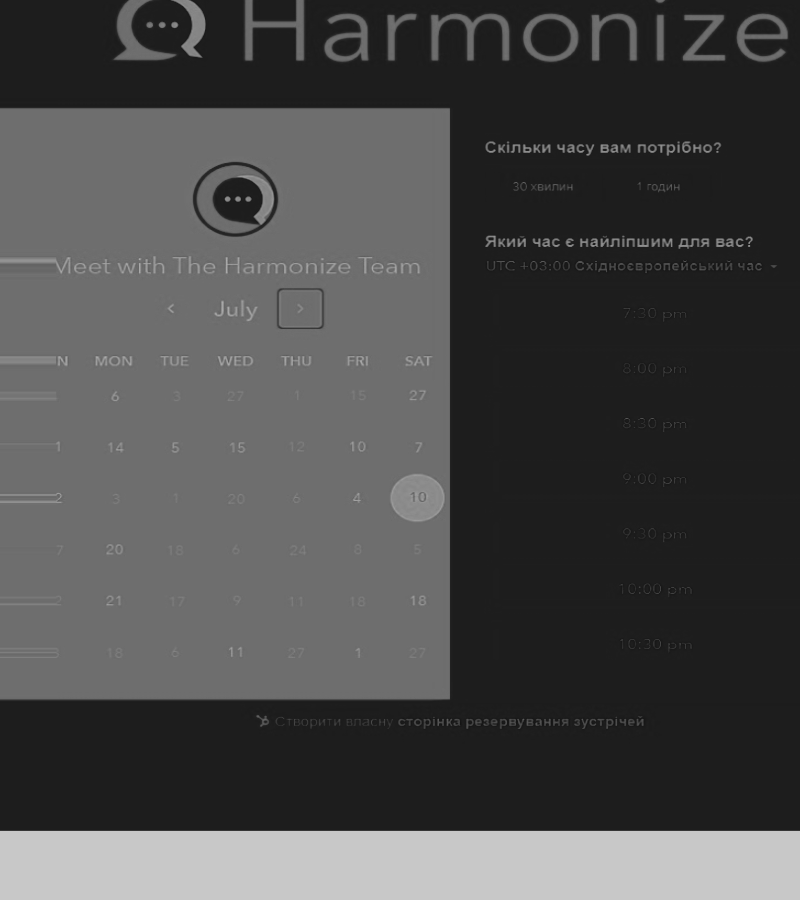 Harmonize
Meet with The Harmonize Team
July
N MON TUE WED THU FRI SAT
6 3 27 1 15 27
1 14 5 15 12 10 7
2 3 1 20 6 4 10
7 20 18 6 24 8 5
2 21 17 9 11 18 18
18 6 11 27 1 27
Скільки часу вам потрібно?
30 хвилин 1 годин
Який час є найліпшим для вас?
UTC +03:00 Східноєвропейський час
7:30 pm
8:00 pm
8:30 pm
9:00 pm
9:30 pm
10:00 pm
10:30 pm
Створити власну сторінка резервування зустрічей